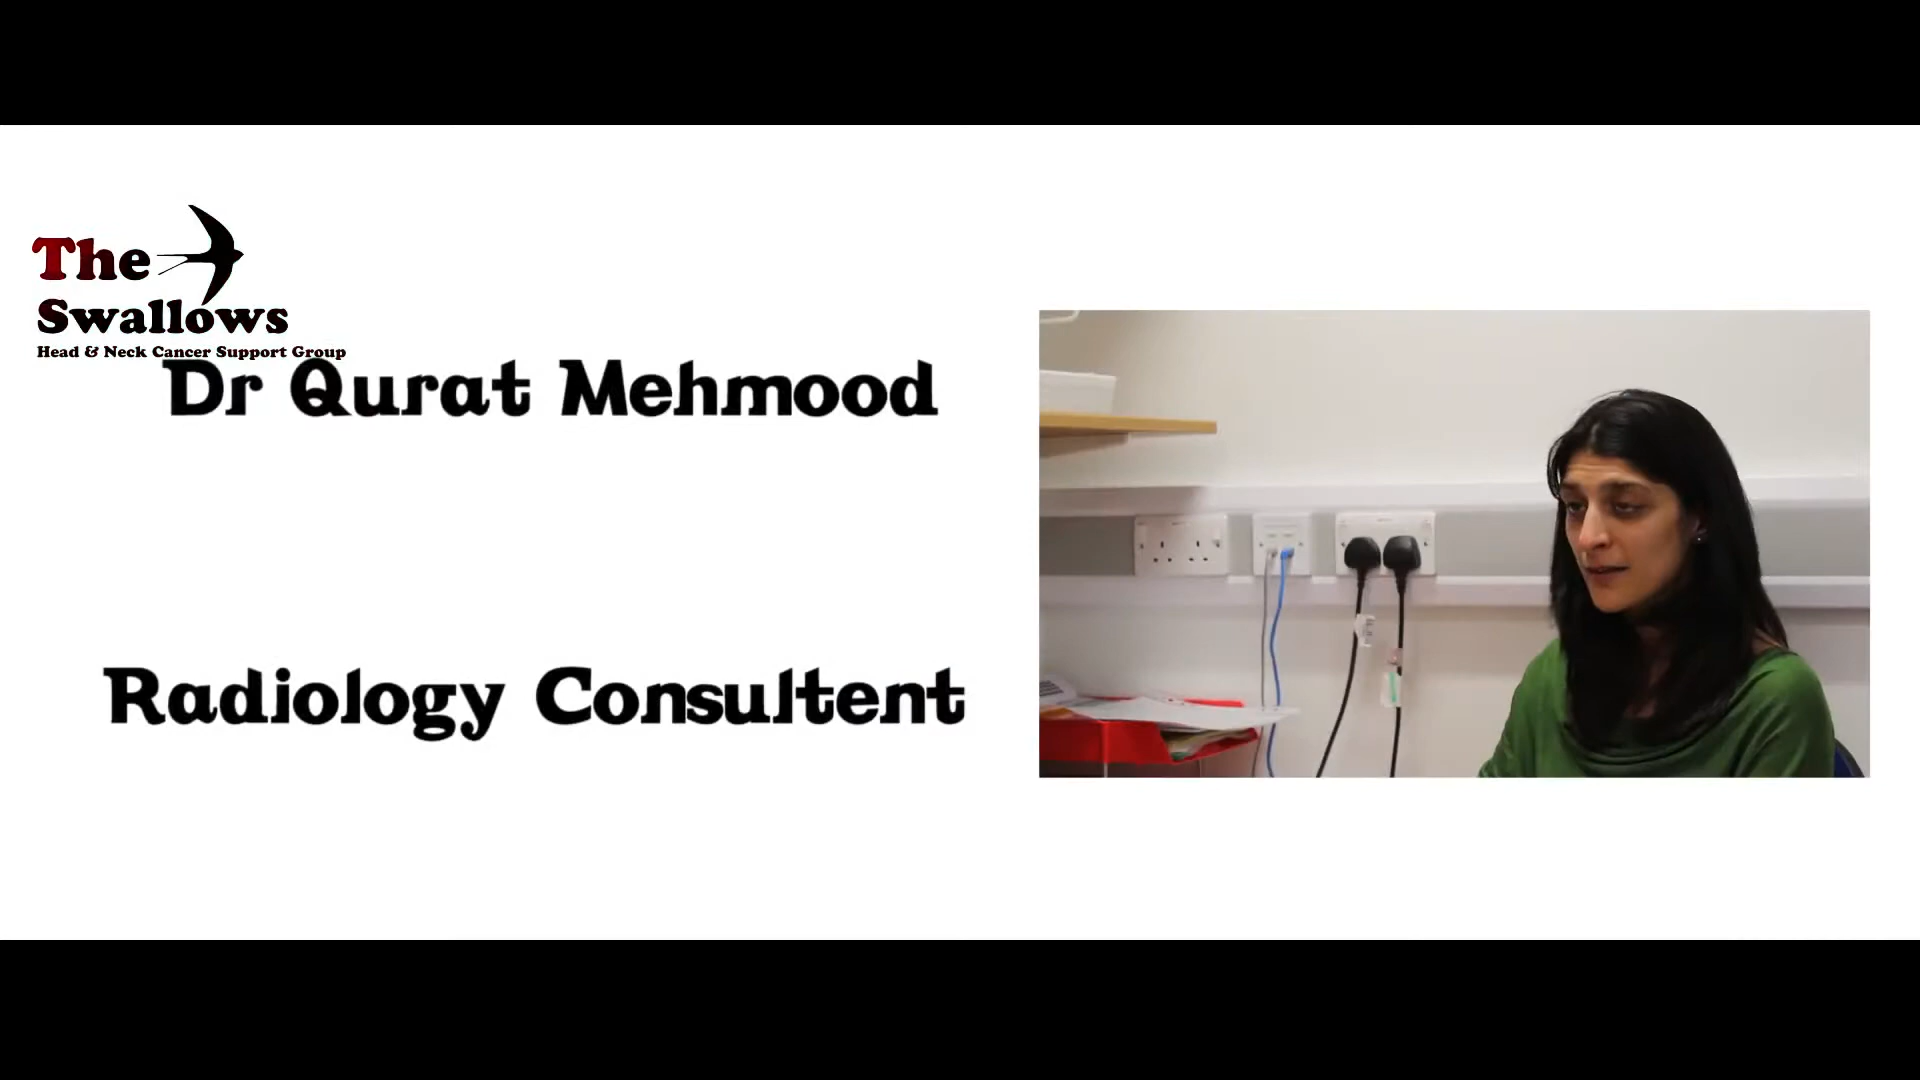 The
Swallows
Head & Neck Cancer Support Group
Dr Qurat Mehmood
Radiology Consultent